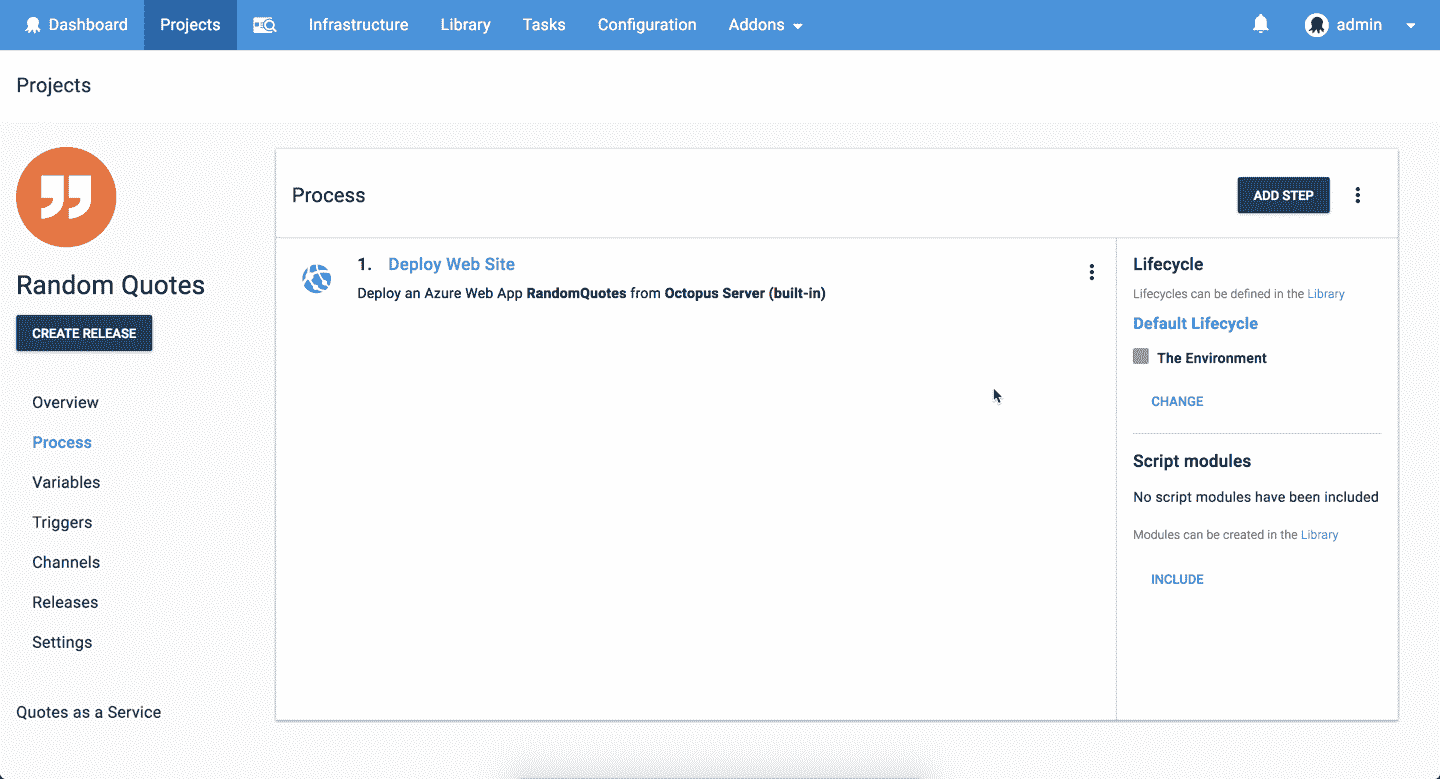 Dashboard Projects Infrastructure Library Tasks Configuration Addons admin
Projects
Random Quotes
CREATE RELEASE
Overview
Process
Variables
Triggers
Channels
Releases
Settings
Quotes as a Service
Process
ADD STEP
1. Deploy Web Site
Deploy an Azure Web App RandomQuotes from Octopus Server (built-in)
Lifecycle
Lifecycles can be defined in the Library
Default Lifecycle
The Environment
CHANGE
Script modules
No script modules have been included
Modules can be created in the Library
INCLUDE